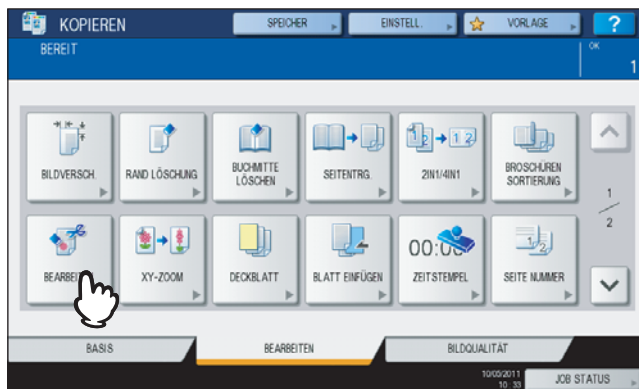 KOPIEREN
SPEICHER
EINSTELL.
VORLAGE
?
BEREIT
OK
1
BILDVERSCH.
RAND LÖSCHUNG
BUCHMITTE
LÖSCHEN
SEITENTRG.
2IN1/4IN1
BROSCHÜREN
SORTIERUNG
1
2
XY-ZOOM
DECKBLATT
BLATT EINFÜGEN
ZEITSTEMPEL
SEITE NUMMER
BASIS
BEARBEITEN
BILDQUALITÄT
10/05/2011
10:33
JOB STATUS